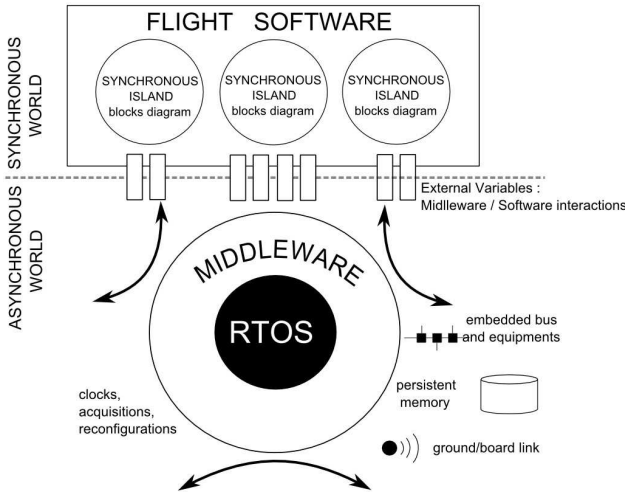 FLIGHT SOFTWARE
SYNCHRONOUS
ISLAND
blocks diagram
SYNCHRONOUS
ISLAND
blocks diagram
SYNCHRONOUS
ISLAND
blocks diagram
SYNCHRONOUS
WORLD
External Variables :
Midlleware / Software interactions
ASYNCHRONOUS
WORLD
MIDDLEWARE
RTOS
embedded bus
and equipments
persistent
memory
clocks,
acquisitions,
reconfigurations
ground/board link